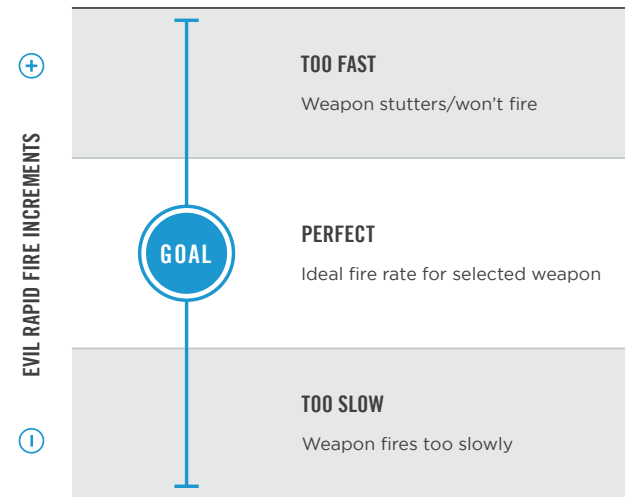 EVIL RAPID FIRE INCREMENTS
+
TOO FAST
Weapon stutters/won’t fire
GOAL
PERFECT
Ideal fire rate for selected weapon
TOO SLOW
Weapon fires too slowly